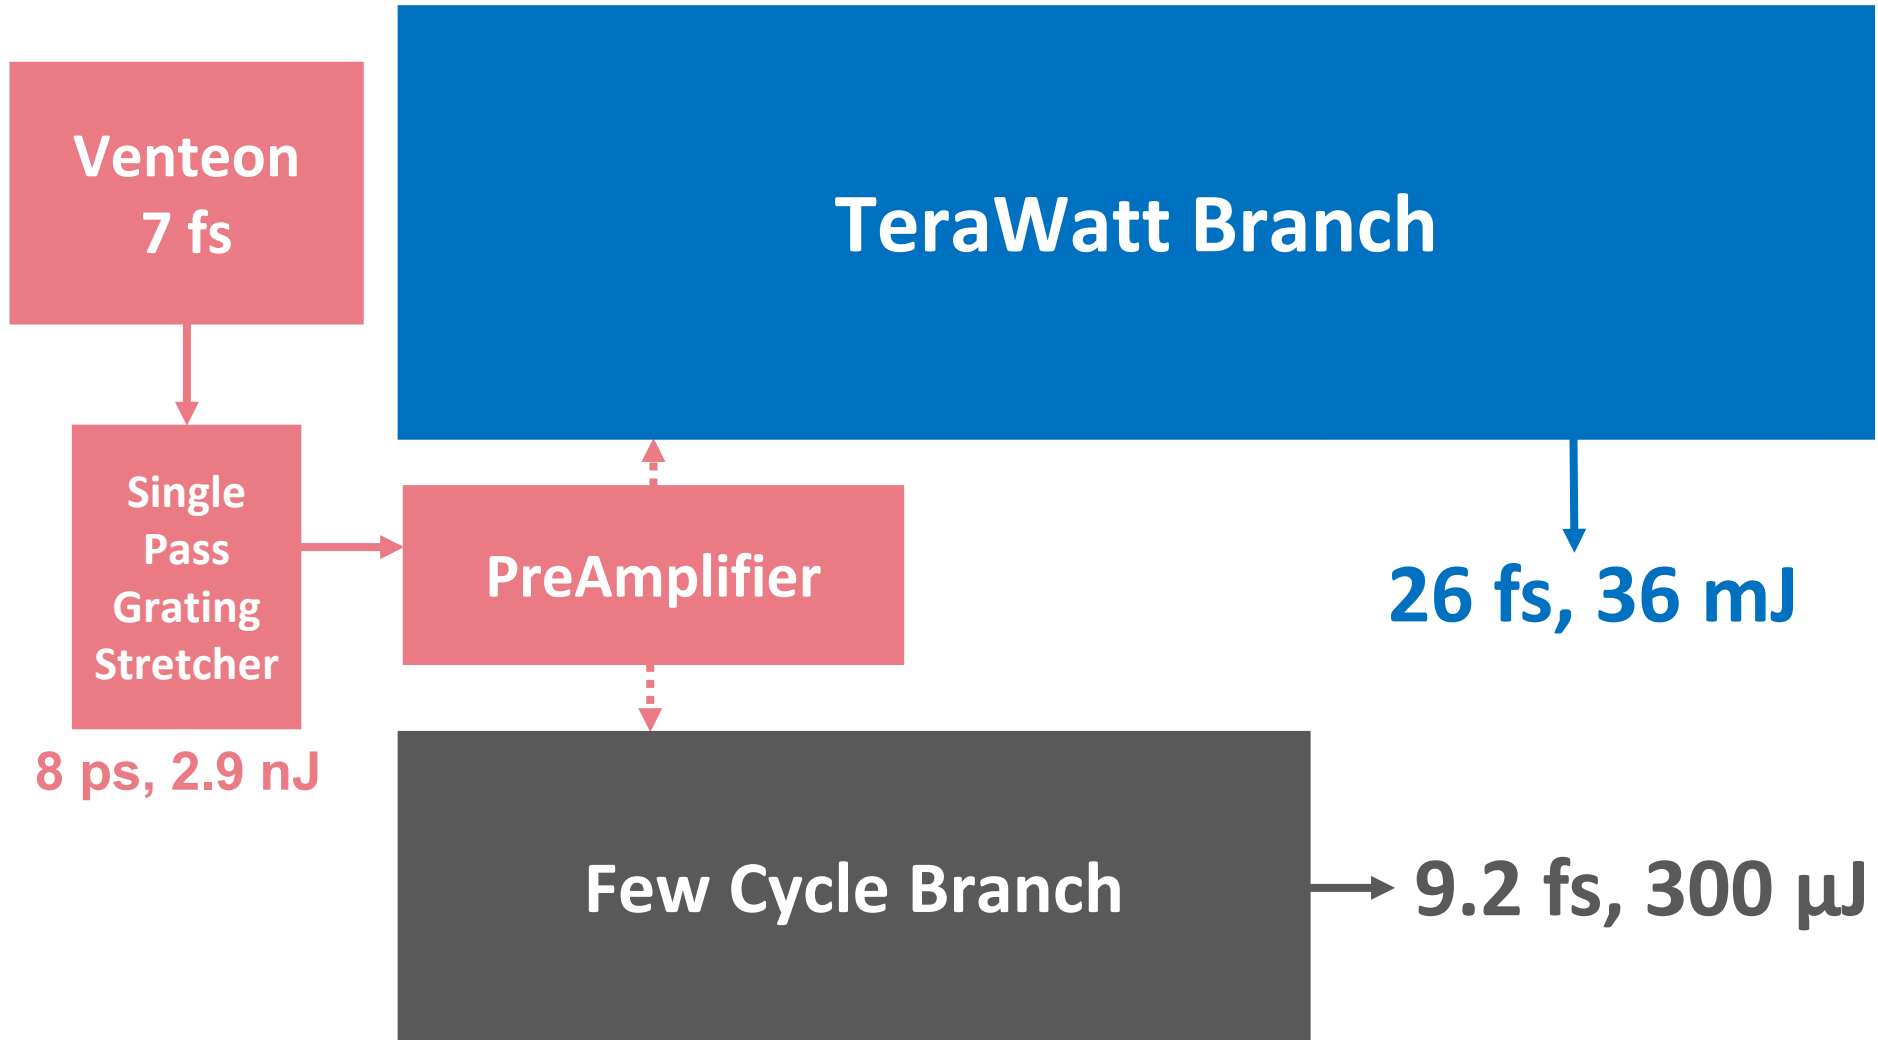 Venteon
7 fs
TeraWatt Branch
Single
Pass
Grating
Stretcher
8 ps, 2.9 nJ
PreAmplifier
26 fs, 36 mJ
Few Cycle Branch
9.2 fs, 300 µJ